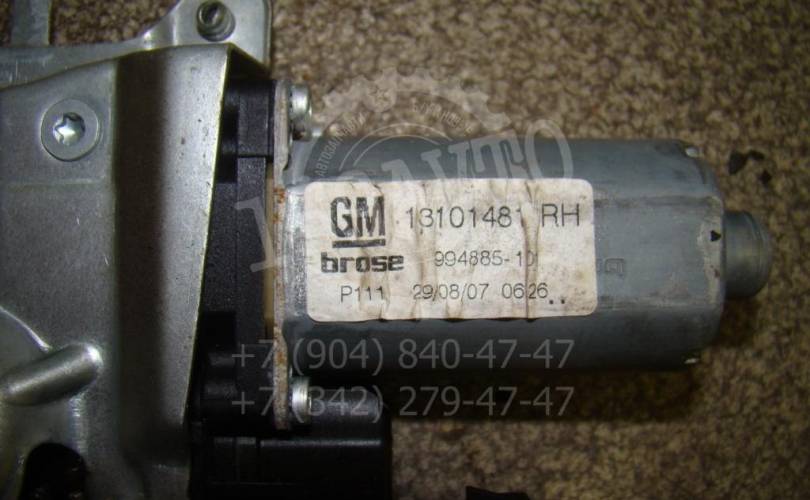 GM 13101481 RH
brose 994885-10
P111 29/08/07 0626
+7 (904) 840-47-47
+7 (342) 279-47-47